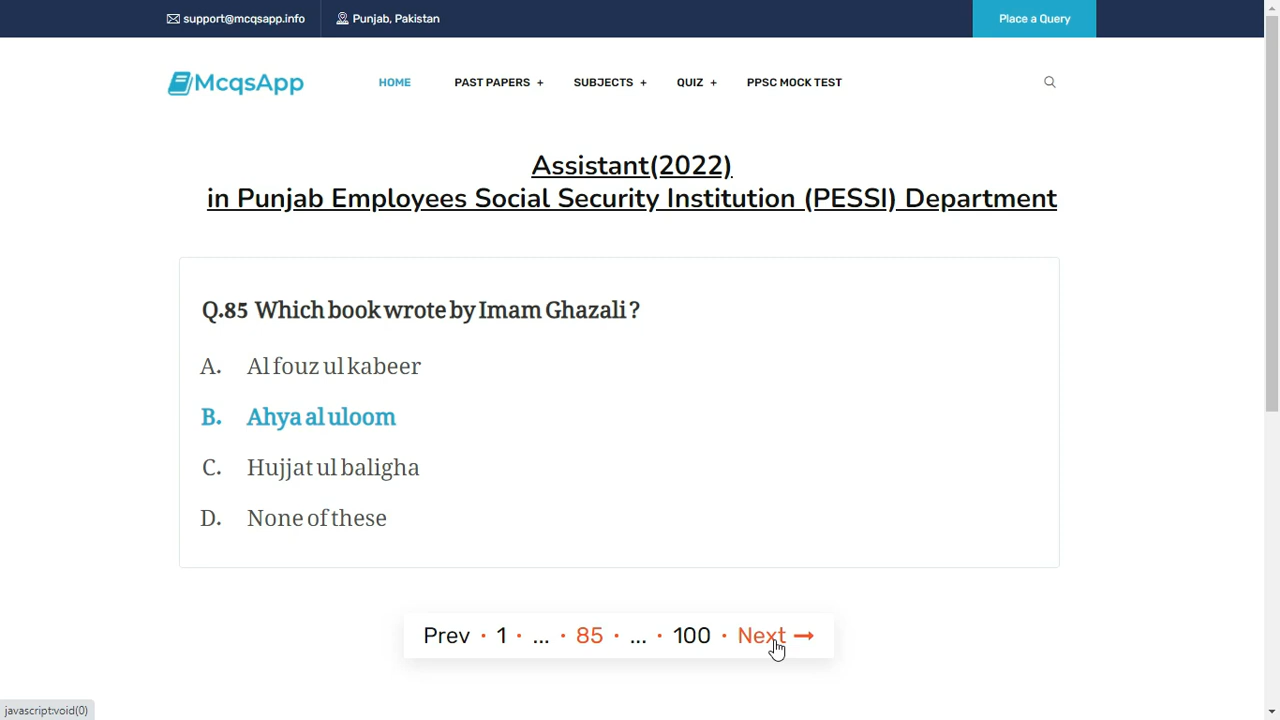 support@mcqsapp.info Punjab, Pakistan Place a Query
McqsApp HOME PAST PAPERS + SUBJECTS + QUIZ + PPSC MOCK TEST
Assistant(2022)
in Punjab Employees Social Security Institution (PESSI) Department
Q.85 Which book wrote by Imam Ghazali ?
A. Al fouz ul kabeer
B. Ahya al uloom
C. Hujjat ul baligha
D. None of these
Prev · 1 · ... · 85 · ... · 100 · Next →
javascript:void(0)